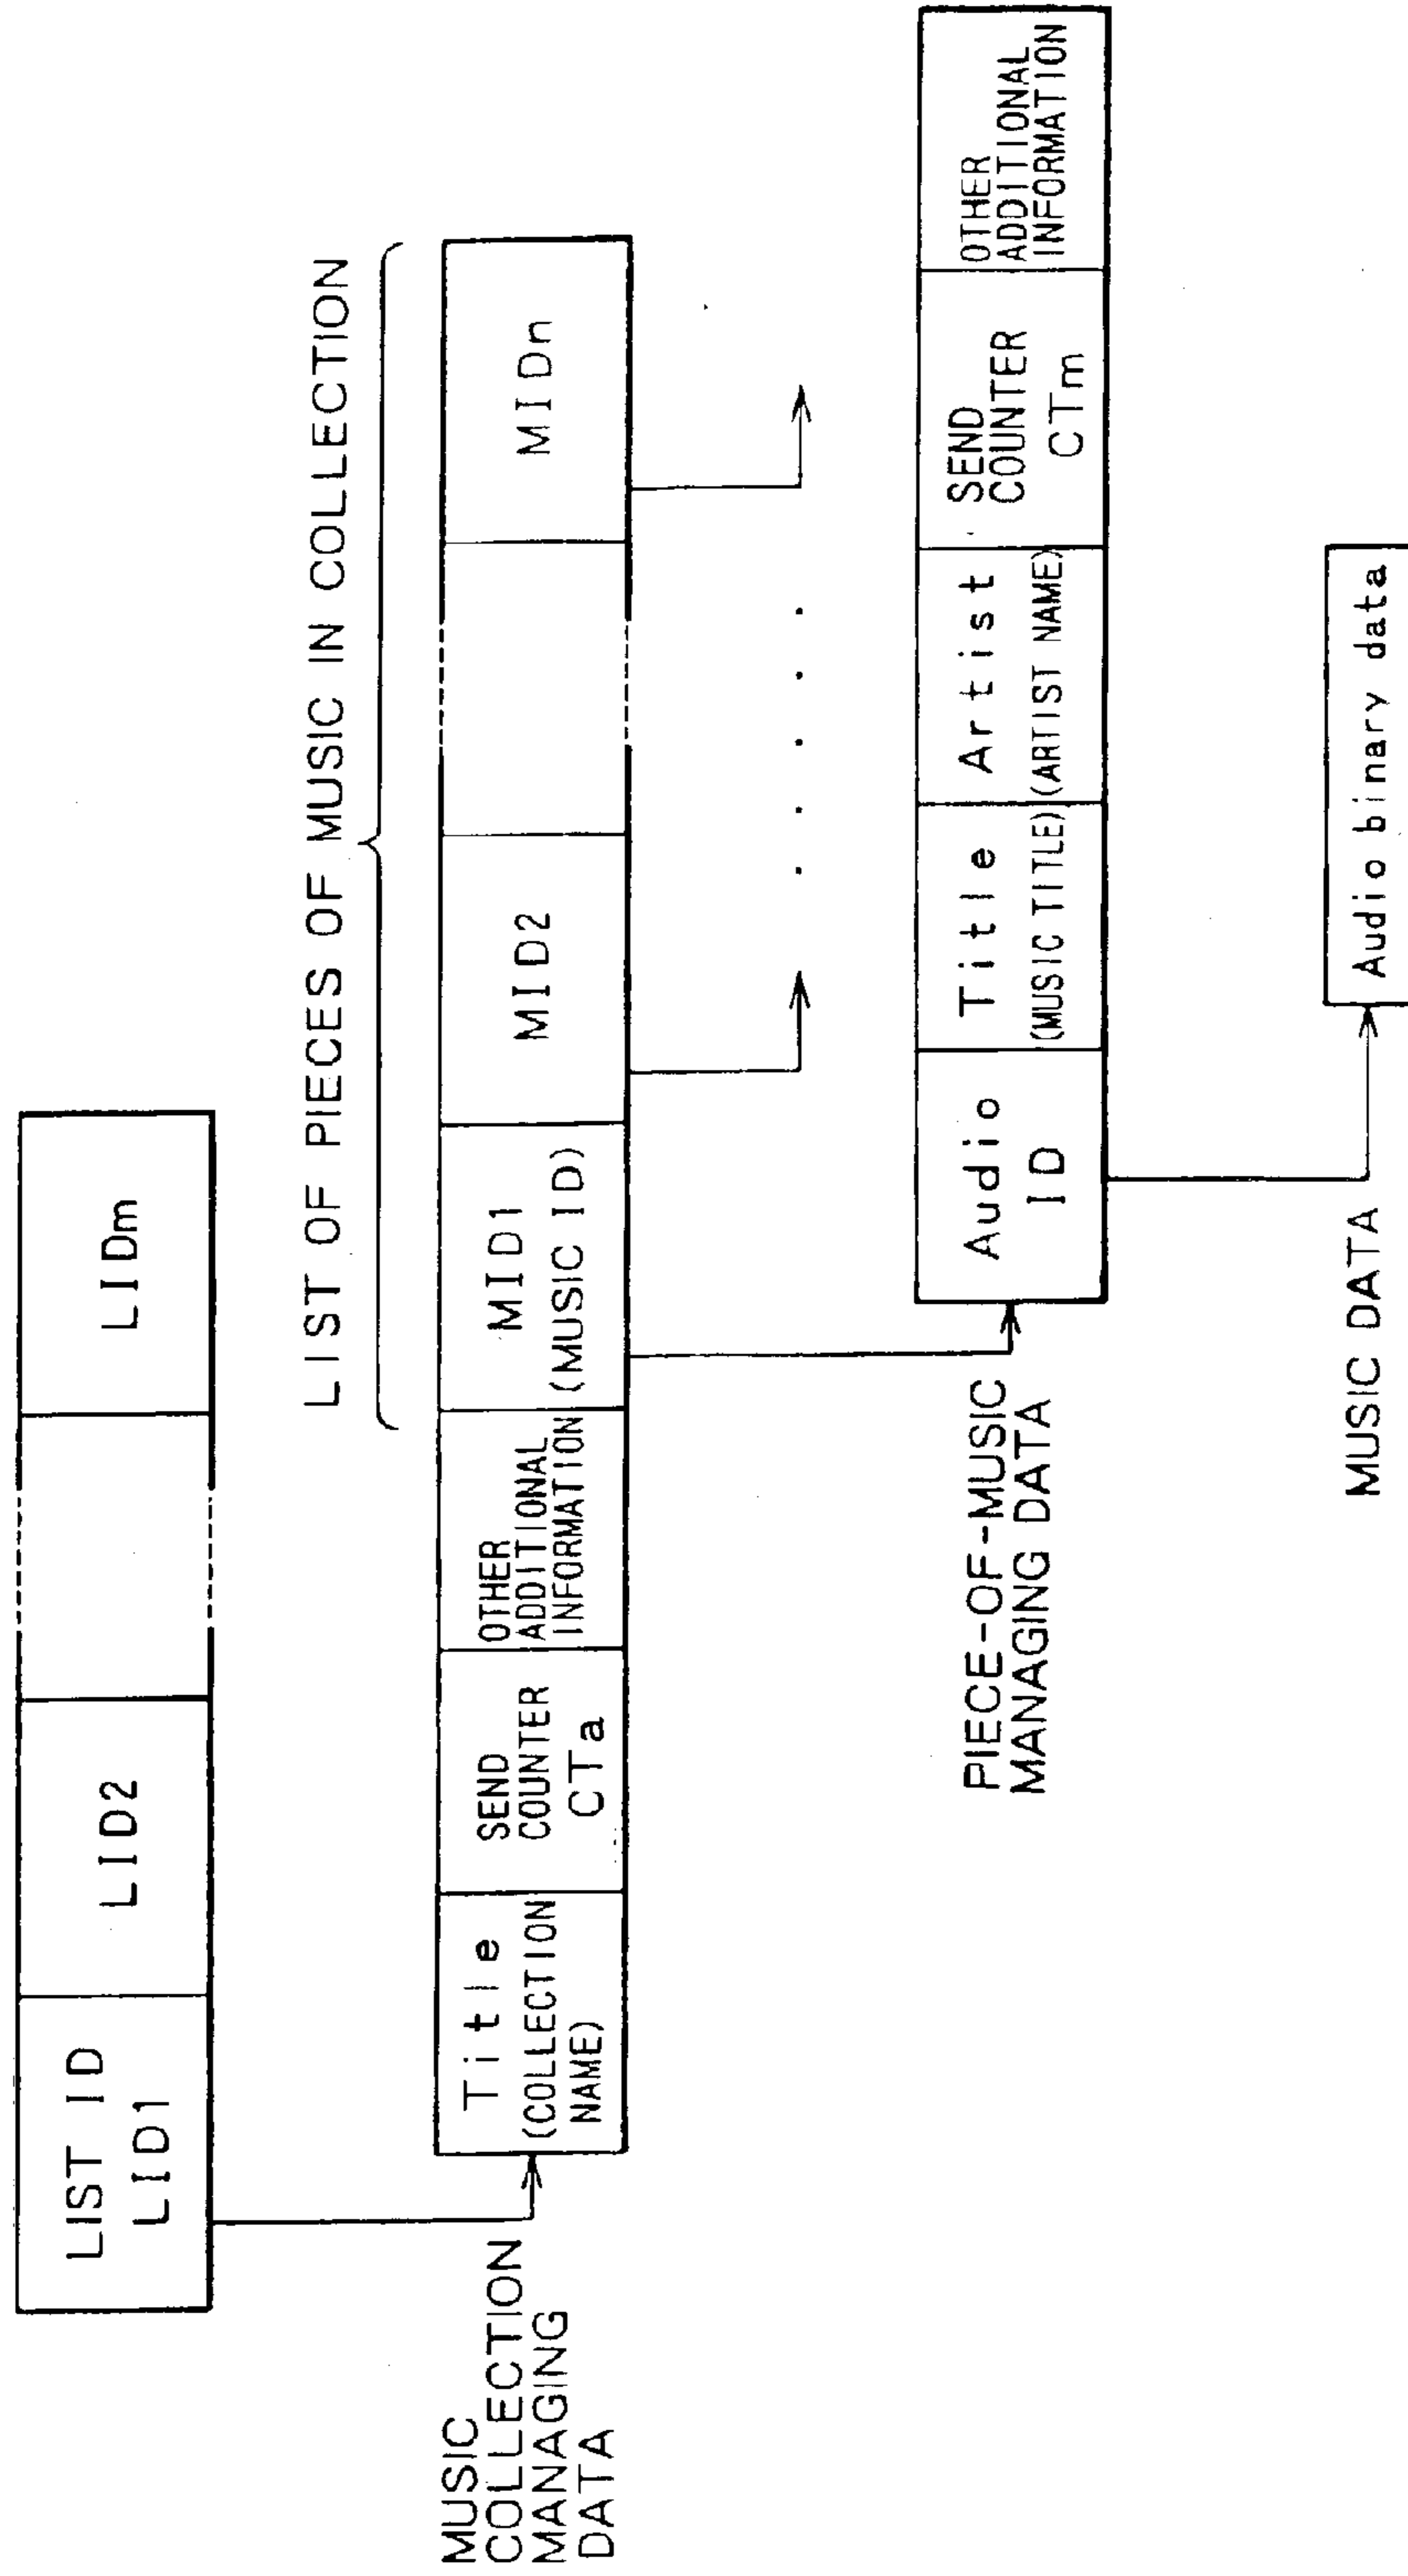 LIST ID
LID1
LID2
LIDm
LIST OF PIECES OF MUSIC IN COLLECTION
MUSIC
COLLECTION
MANAGING
DATA
Title
(COLLECTION
NAME)
SEND
COUNTER
CTa
OTHER
ADDITIONAL
INFORMATION
MID1
(MUSIC ID)
MID2
MIDn
PIECE-OF-MUSIC
MANAGING DATA
Audio
ID
Title
(MUSIC TITLE)
Artist
(ARTIST NAME)
SEND
COUNTER
CTm
OTHER
ADDITIONAL
INFORMATION
MUSIC DATA
Audio binary data